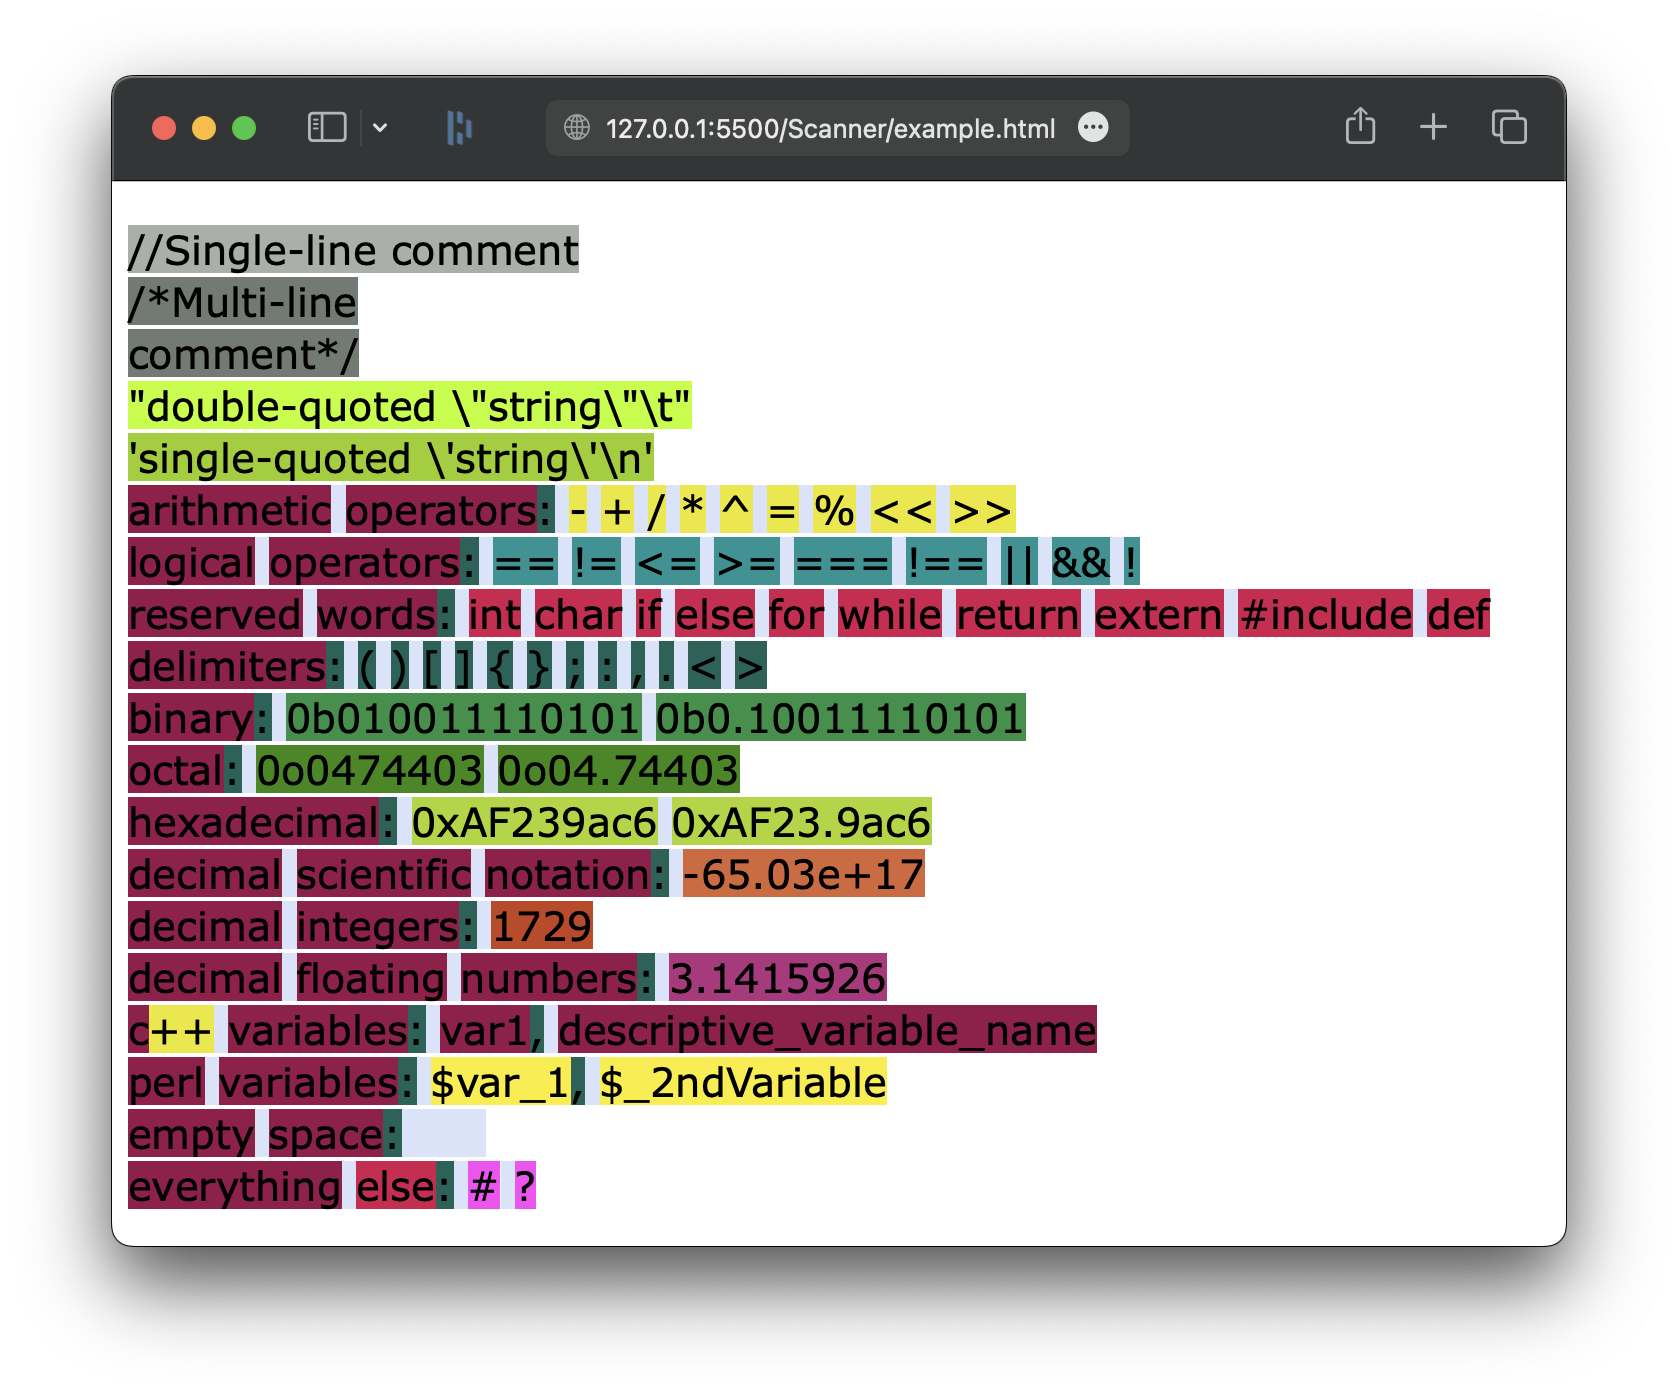 127.0.0.1:5500/Scanner/example.html
//Single-line comment
/*Multi-line
comment*/
"double-quoted \"string\"\t"
'single-quoted \'string\'\n'
arithmetic operators: - + / * ^ = % << >>
logical operators: == != <= >= === !== || && !
reserved words: int char if else for while return extern #include def
delimiters: ( ) [ ] { } ; : , . < >
binary: 0b010011110101 0b0.10011110101
octal: 0o0474403 0o04.74403
hexadecimal: 0xAF239ac6 0xAF23.9ac6
decimal scientific notation: -65.03e+17
decimal integers: 1729
decimal floating numbers: 3.1415926
c++ variables: var1, descriptive_variable_name
perl variables: $var_1, $_2ndVariable
empty space:
everything else: # ?